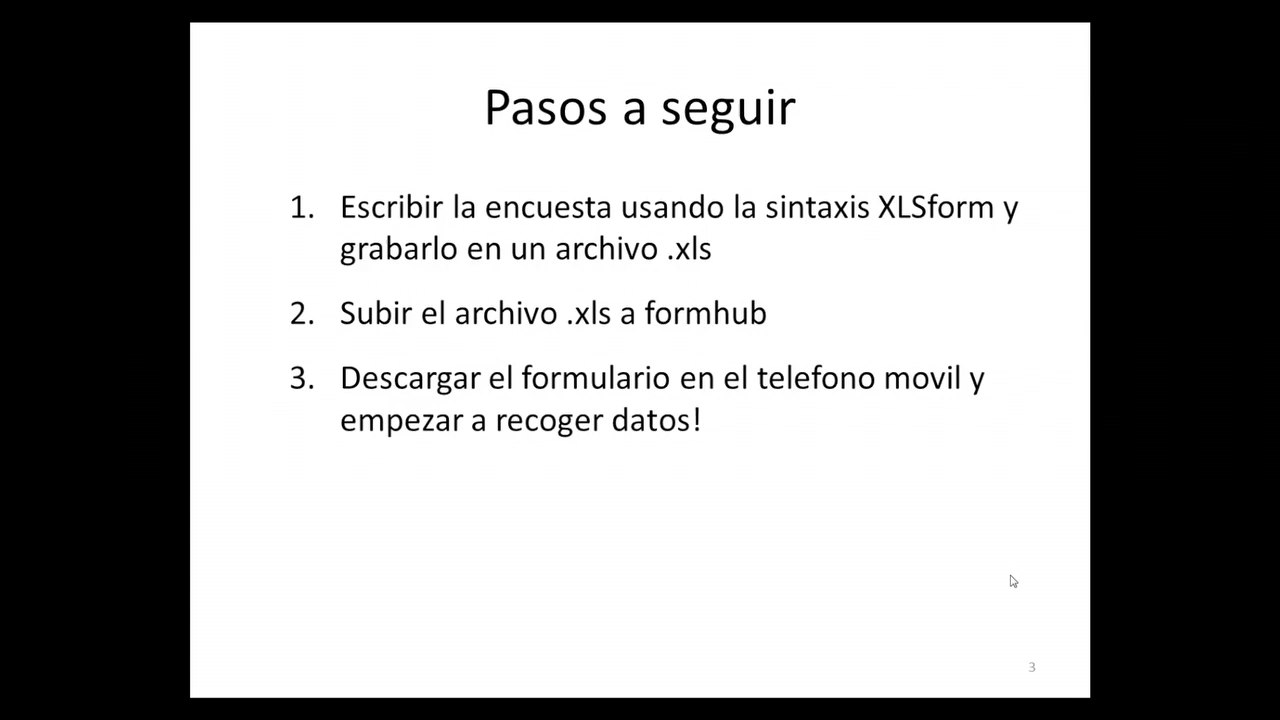 Pasos a seguir
1. Escribir la encuesta usando la sintaxis XLSform y
grabarlo en un archivo .xls
2. Subir el archivo .xls a formhub
3. Descargar el formulario en el telefono movil y
empezar a recoger datos!
3